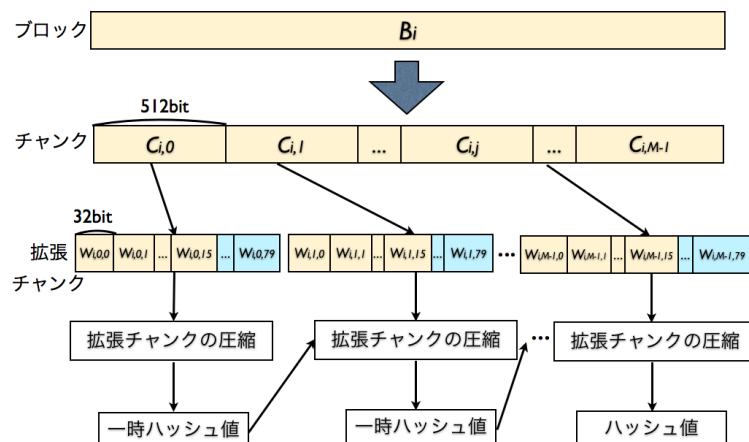 ブロック Bi
512bit
チャンク Ci,0 Ci,1 ... Ci,j ... Ci,M-1
32bit
拡張 Wi,0,0 Wi,0,1 ... Wi,0,15 ... Wi,0,79 Wi,1,0 Wi,1,1 ... Wi,1,15 ... Wi,1,79 ... Wi,M-1,0 Wi,M-1,1 ... Wi,M-1,15 ... Wi,M-1,79
チャンク
拡張チャンクの圧縮 拡張チャンクの圧縮 ... 拡張チャンクの圧縮
一時ハッシュ値 一時ハッシュ値 ハッシュ値